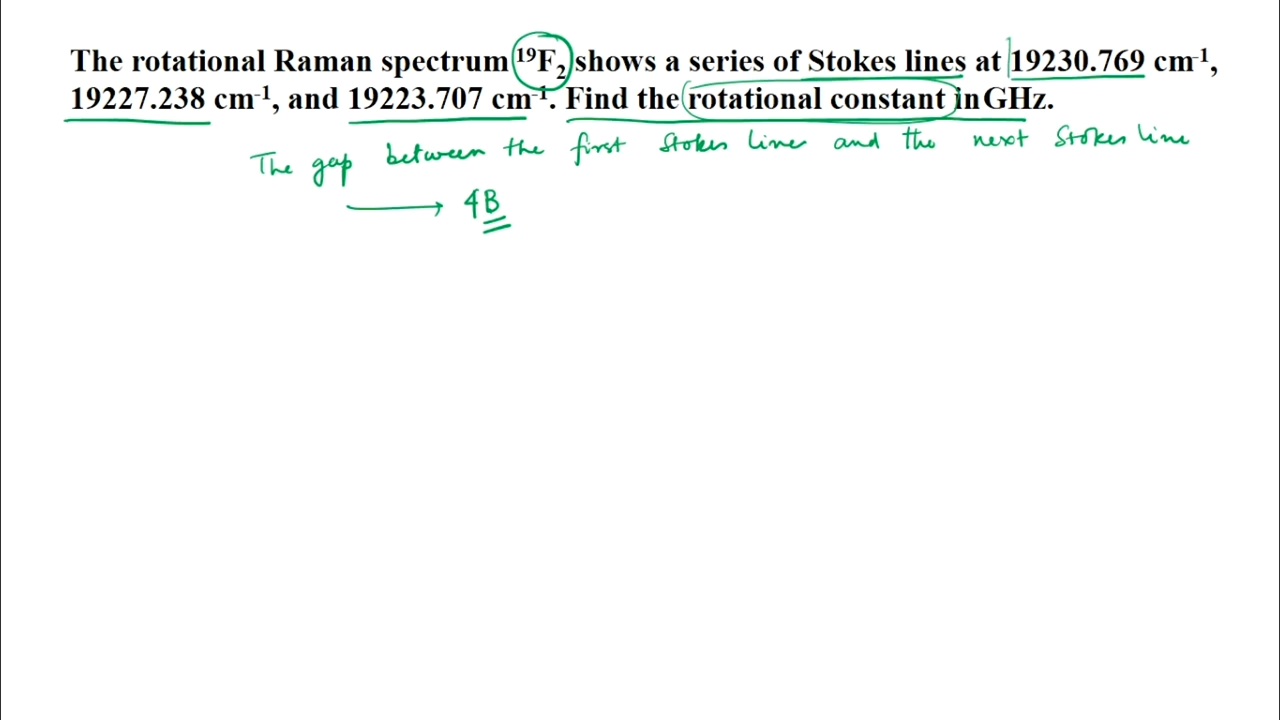 The rotational Raman spectrum ¹⁹F₂ shows a series of Stokes lines at 19230.769 cm⁻¹,
19227.238 cm⁻¹, and 19223.707 cm⁻¹. Find the rotational constant in GHz.
The gap between the first Stokes line and the next Stokes line
→ 4B